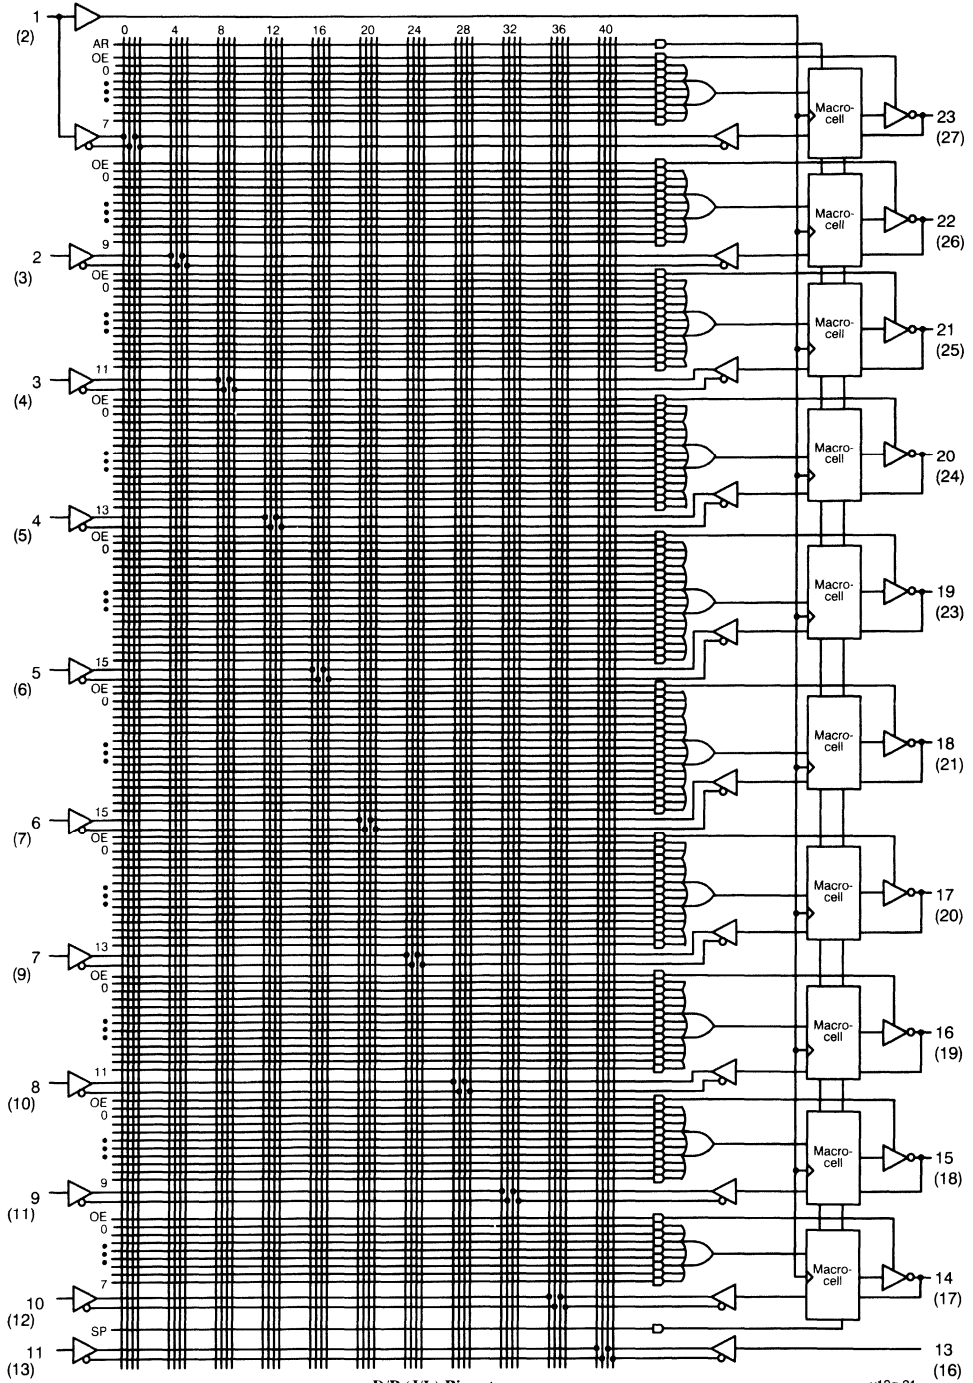 1
(2)
0 4 8 12 16 20 24 28 32 36 40
AR
OE
0
7
Macro-
cell
23
(27)
OE
0
9
Macro-
cell
22
(26)
2
(3)
OE
0
11
Macro-
cell
21
(25)
3
(4)
OE
0
13
Macro-
cell
20
(24)
4
(5)
OE
0
15
Macro-
cell
19
(23)
5
(6)
OE
0
15
Macro-
cell
18
(21)
6
(7)
OE
0
13
Macro-
cell
17
(20)
7
(9)
OE
0
11
Macro-
cell
16
(19)
8
(10)
OE
0
9
Macro-
cell
15
(18)
9
(11)
OE
0
7
Macro-
cell
14
(17)
10
(12)
SP
11
(13)
13
(16)